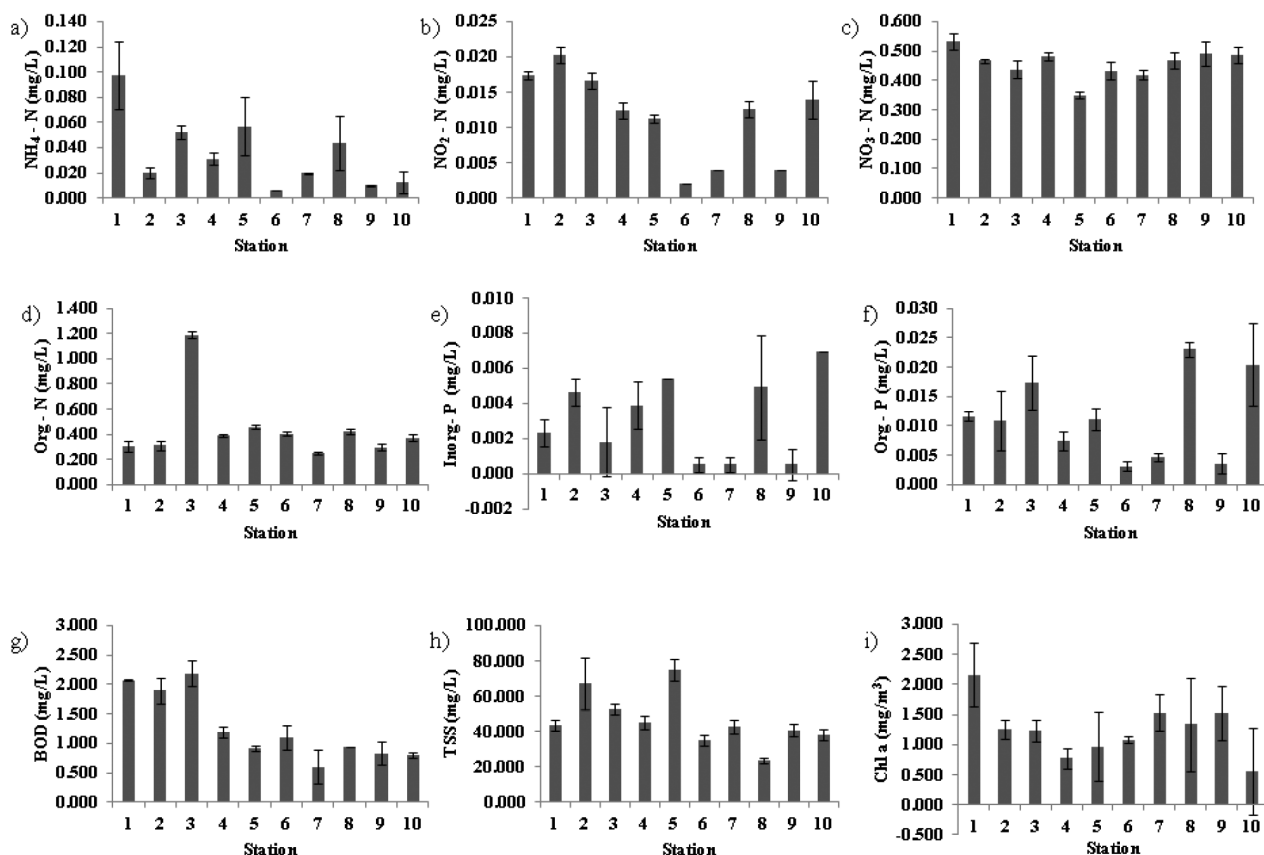 a)
NH4 - N (mg/L)
0.140
0.120
0.100
0.080
0.060
0.040
0.020
0.000
1 2 3 4 5 6 7 8 9 10
Station
b)
NO2 - N (mg/L)
0.025
0.020
0.015
0.010
0.005
0.000
1 2 3 4 5 6 7 8 9 10
Station
c)
NO3 - N (mg/L)
0.600
0.500
0.400
0.300
0.200
0.100
0.000
1 2 3 4 5 6 7 8 9 10
Station
d)
Org - N (mg/L)
1.400
1.200
1.000
0.800
0.600
0.400
0.200
0.000
1 2 3 4 5 6 7 8 9 10
Station
e)
Inorg - P (mg/L)
0.010
0.008
0.006
0.004
0.002
0.000
-0.002
1 2 3 4 5 6 7 8 9 10
Station
f)
Org - P (mg/L)
0.030
0.025
0.020
0.015
0.010
0.005
0.000
1 2 3 4 5 6 7 8 9 10
Station
g)
BOD (mg/L)
3.000
2.500
2.000
1.500
1.000
0.500
0.000
1 2 3 4 5 6 7 8 9 10
Station
h)
TSS (mg/L)
100.000
80.000
60.000
40.000
20.000
0.000
1 2 3 4 5 6 7 8 9 10
Station
i)
Chl a (mg/m³)
3.000
2.500
2.000
1.500
1.000
0.500
0.000
-0.500
1 2 3 4 5 6 7 8 9 10
Station